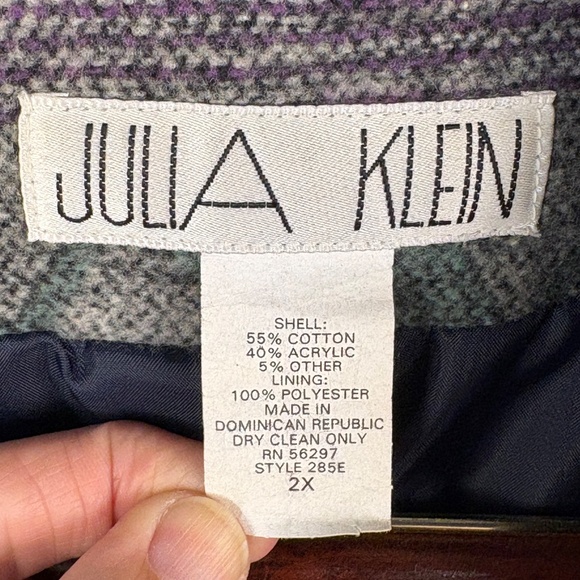 JULIA KLEIN
SHELL:
55% COTTON
40% ACRYLIC
5% OTHER
LINING:
100% POLYESTER
MADE IN
DOMINICAN REPUBLIC
DRY CLEAN ONLY
RN 56297
STYLE 285E
2X